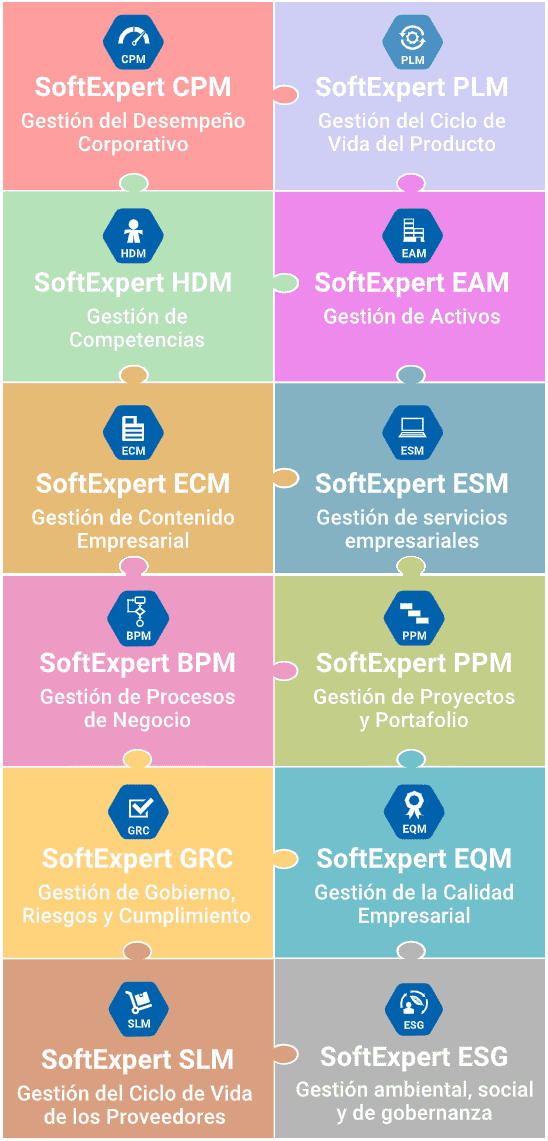 CPM
SoftExpert CPM
Gestión del Desempeño
Corporativo
PLM
SoftExpert PLM
Gestión del Ciclo de
Vida del Producto
HDM
SoftExpert HDM
Gestión de
Competencias
EAM
SoftExpert EAM
Gestión de Activos
ECM
SoftExpert ECM
Gestión de Contenido
Empresarial
ESM
SoftExpert ESM
Gestión de servicios
empresariales
BPM
SoftExpert BPM
Gestión de Procesos
de Negocio
PPM
SoftExpert PPM
Gestión de Proyectos
y Portafolio
GRC
SoftExpert GRC
Gestión de Gobierno,
Riesgos y Cumplimiento
EQM
SoftExpert EQM
Gestión de la Calidad
Empresarial
SLM
SoftExpert SLM
Gestión del Ciclo de Vida
de los Proveedores
ESG
SoftExpert ESG
Gestión ambiental, social
y de gobernanza